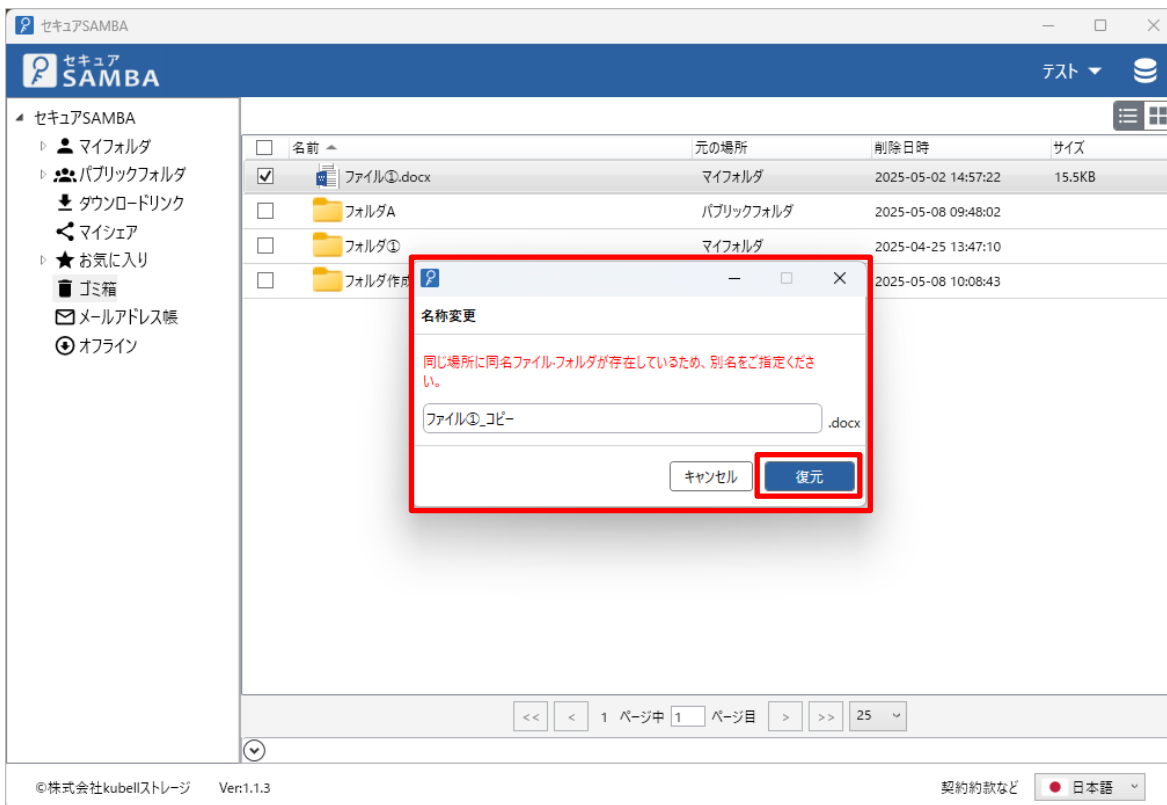 セキュアSAMBA
セキュア
SAMBA
テスト
セキュアSAMBA
マイフォルダ
パブリックフォルダ
ダウンロードリンク
マイシェア
お気に入り
ゴミ箱
メールアドレス帳
オフライン
名前 元の場所 削除日時 サイズ
ファイル①.docx マイフォルダ 2025-05-02 14:57:22 15.5KB
フォルダA パブリックフォルダ 2025-05-08 09:48:02
フォルダ① マイフォルダ 2025-04-25 13:47:10
フォルダ作成 2025-05-08 10:08:43
名称変更
同じ場所に同名ファイル・フォルダが存在しているため、別名をご指定くださ
い。
ファイル①_コピー .docx
キャンセル 復元
<< < 1 ページ中 1 ページ目 > >> 25
©株式会社kubellストレージ Ver:1.1.3 契約約款など 日本語